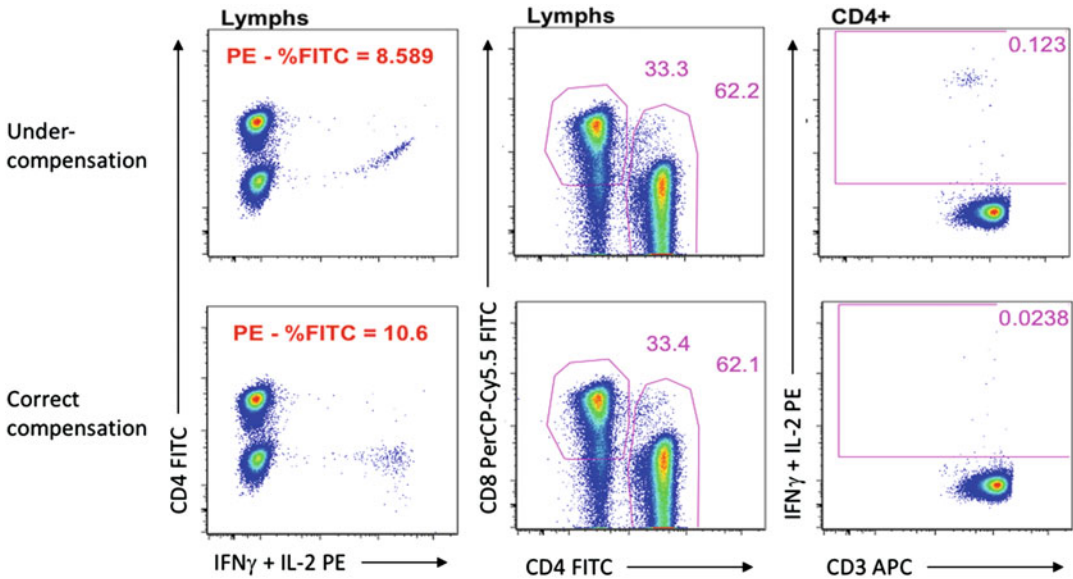 Lymphs
Lymphs
CD4+
Under-
compensation
PE - %FITC = 8.589
33.3
62.2
0.123
Correct
compensation
PE - %FITC = 10.6
33.4
62.1
0.0238
CD4 FITC
CD8 PerCP-Cy5.5 FITC
IFNγ + IL-2 PE
IFNγ + IL-2 PE
CD4 FITC
CD3 APC